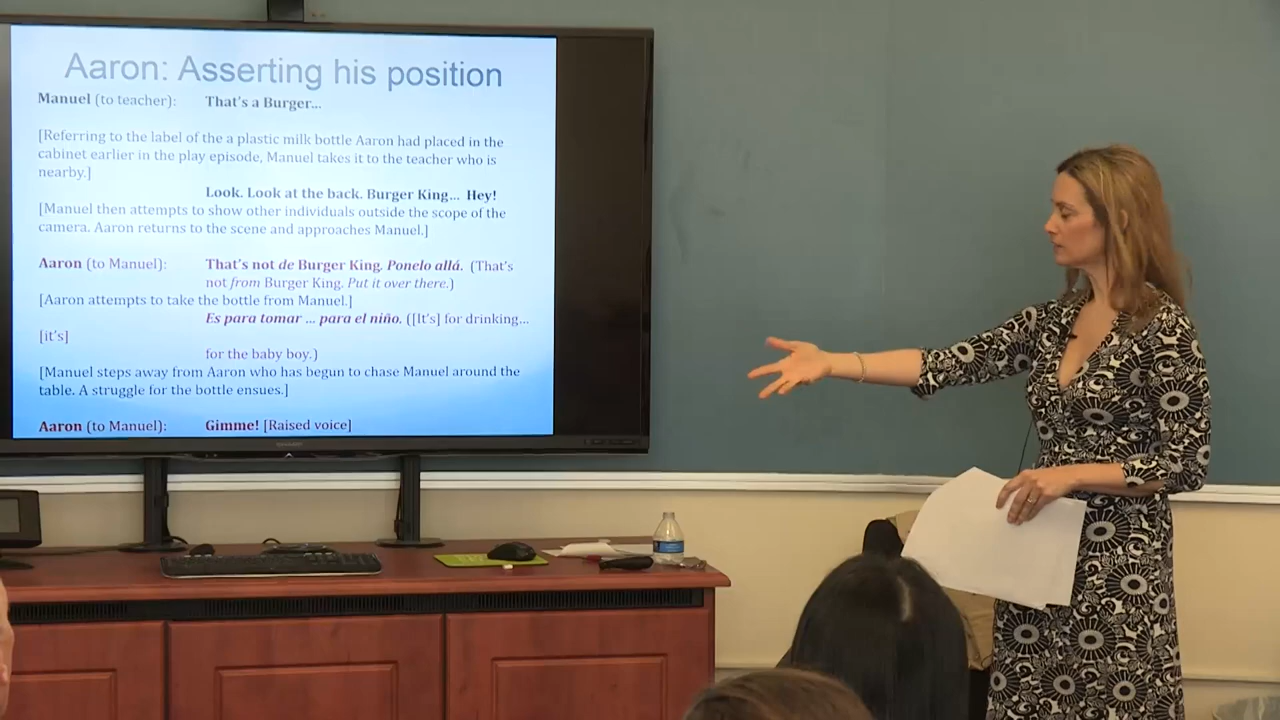 Aaron: Asserting his position
Manuel (to teacher): That's a Burger...
[Referring to the label of the a plastic milk bottle Aaron had placed in the
cabinet earlier in the play episode, Manuel takes it to the teacher who is
nearby.]
Look. Look at the back. Burger King... Hey!
[Manuel then attempts to show other individuals outside the scope of the
camera. Aaron returns to the scene and approaches Manuel.]
Aaron (to Manuel): That's not de Burger King. Ponelo allá. (That's
not from Burger King. Put it over there.)
[Aaron attempts to take the bottle from Manuel.]
Es para tomar ... para el niño. ([It's] for drinking...
[it's]
for the baby boy.)
[Manuel steps away from Aaron who has begun to chase Manuel around the
table. A struggle for the bottle ensues.]
Aaron (to Manuel): Gimme! [Raised voice]
SHARP